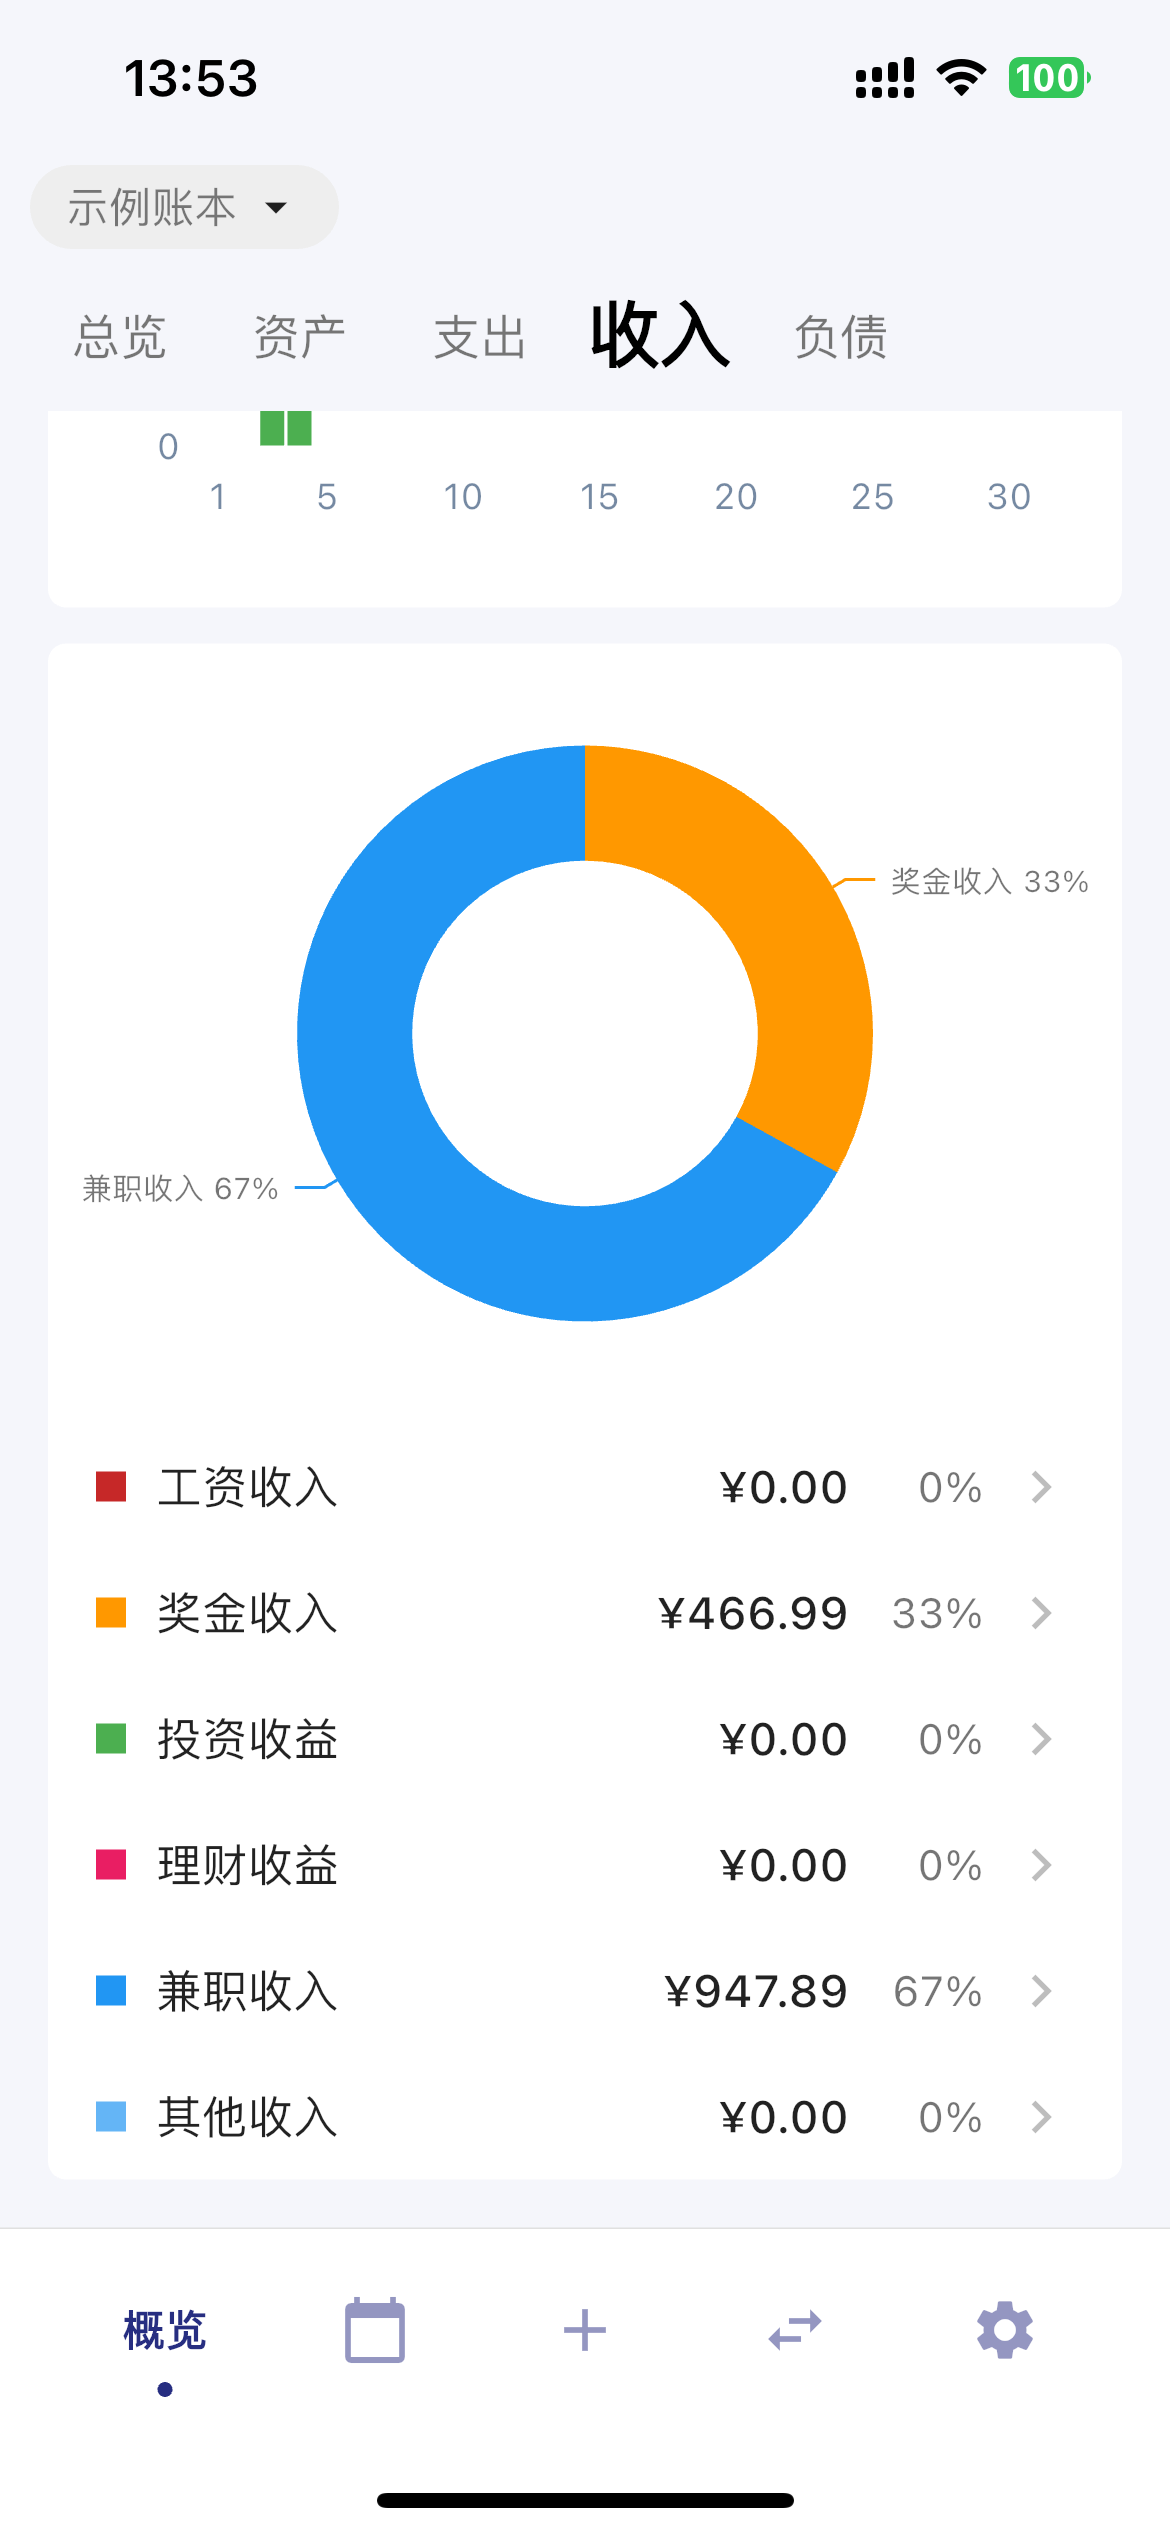 13:53
100
示例账本
总览 资产 支出 收入 负债
0
1 5 10 15 20 25 30
奖金收入 33%
兼职收入 67%
工资收入 ¥0.00 0%
奖金收入 ¥466.99 33%
投资收益 ¥0.00 0%
理财收益 ¥0.00 0%
兼职收入 ¥947.89 67%
其他收入 ¥0.00 0%
概览